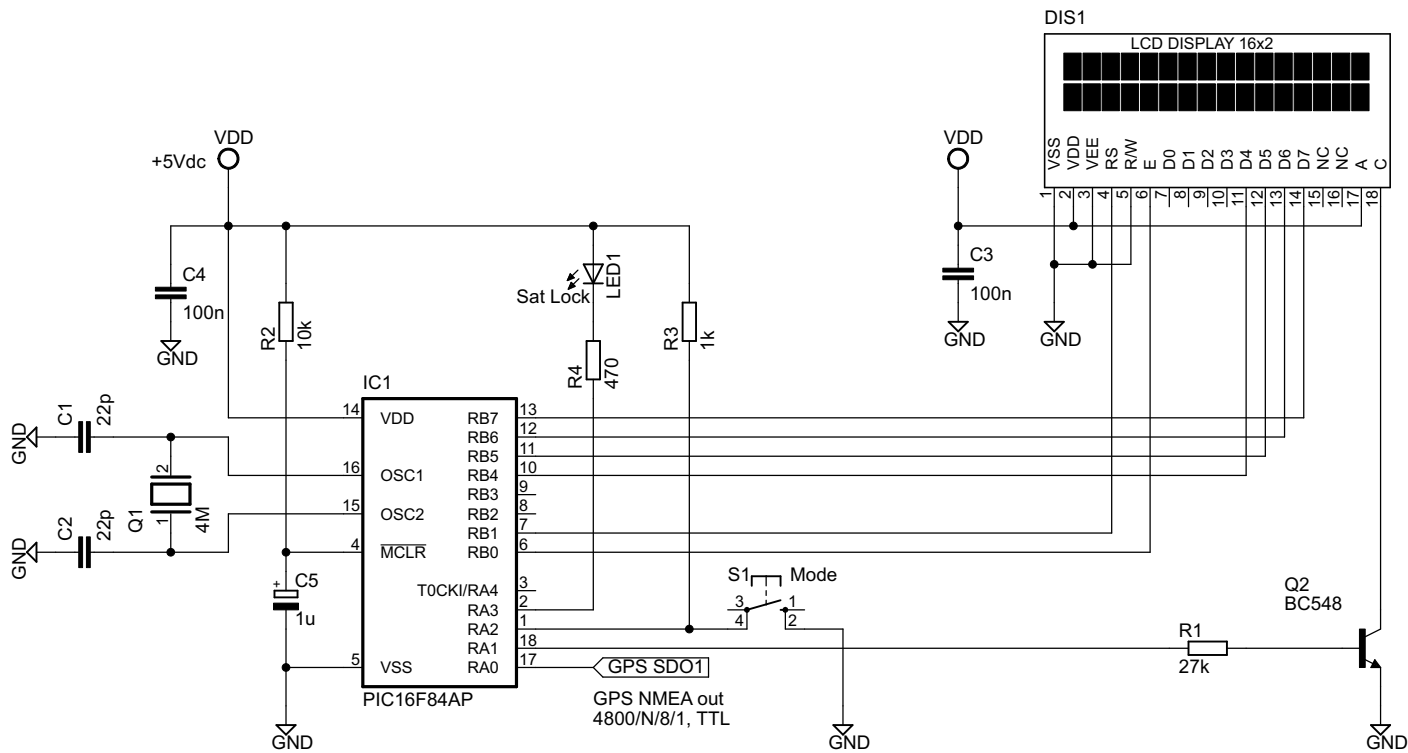 DIS1
LCD DISPLAY 16x2
VSS
VDD
VEE
RS
R/W
E
D0
D1
D2
D3
D4
D5
D6
D7
NC
NC
A
C
1
2
3
4
5
6
7
8
9
10
11
12
13
14
15
16
17
18
VDD
+5Vdc
VDD
C4
100n
GND
R2
10k
LED1
Sat Lock
R4
470
R3
1k
C3
100n
GND
GND
IC1
C1
22p
GND
Q1
2
1
4M
C2
22p
GND
14 VDD
16 OSC1
15 OSC2
4 MCLR
5 VSS
RB7 13
RB6 12
RB5 11
RB4 10
RB3 9
RB2 8
RB1 7
RB0 6
T0CKI/RA4 3
RA3 2
RA2 1
RA1 18
RA0 17
PIC16F84AP
+
C5
1u
GND
S1
Mode
3 1
4 2
GND
GPS SDO1
GPS NMEA out
4800/N/8/1, TTL
R1
27k
Q2
BC548
GND